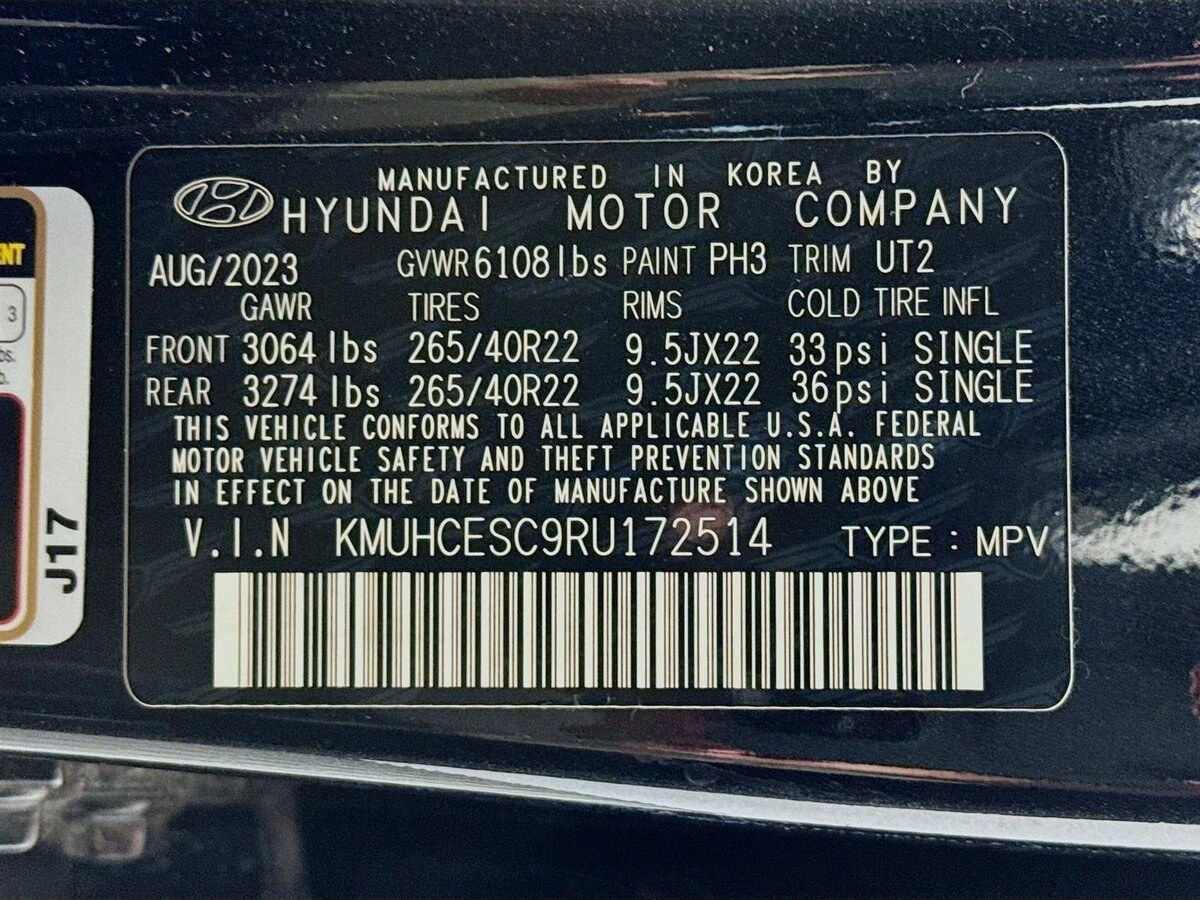 MANUFACTURED IN KOREA BY
HYUNDAI MOTOR COMPANY
AUG/2023 GVWR 6108 lbs PAINT PH3 TRIM UT2
GAWR TIRES RIMS COLD TIRE INFL
FRONT 3064 lbs 265/40R22 9.5JX22 33psi SINGLE
REAR 3274 lbs 265/40R22 9.5JX22 36psi SINGLE
THIS VEHICLE CONFORMS TO ALL APPLICABLE U.S.A. FEDERAL
MOTOR VEHICLE SAFETY AND THEFT PREVENTION STANDARDS
IN EFFECT ON THE DATE OF MANUFACTURE SHOWN ABOVE
V.I.N KMUHCESC9RU172514 TYPE : MPV
3
J17